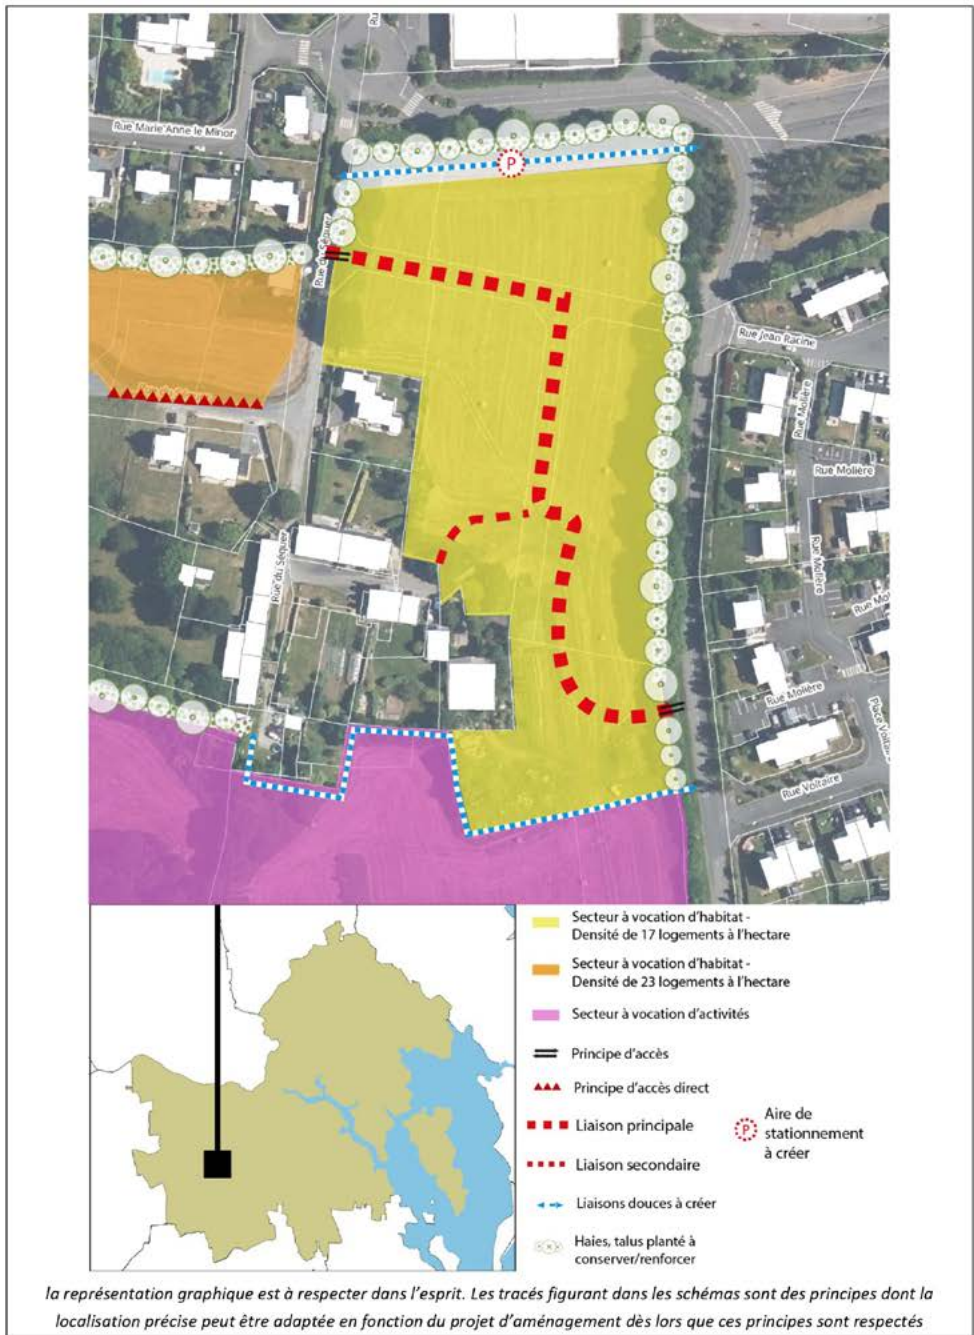 Ru
Rue Marie Anne le Minor
P
Rue du Séquer
Rue Jean Racine
Rue Molière
Rue Molière
Rue Molière
Rue du Séquer
Rue Mo
Rue Molière
Place Voltai
Rue Voltaire
Secteur à vocation d'habitat -
Densité de 17 logements à l'hectare
Secteur à vocation d'habitat -
Densité de 23 logements à l'hectare
Secteur à vocation d'activités
Principe d'accès
Principe d'accès direct
Liaison principale
P
Aire de
stationnement
à créer
Liaison secondaire
Liaisons douces à créer
Haies, talus planté à
conserver/renforcer
la représentation graphique est à respecter dans l'esprit. Les tracés figurant dans les schémas sont des principes dont la
localisation précise peut être adaptée en fonction du projet d'aménagement dès lors que ces principes sont respectés